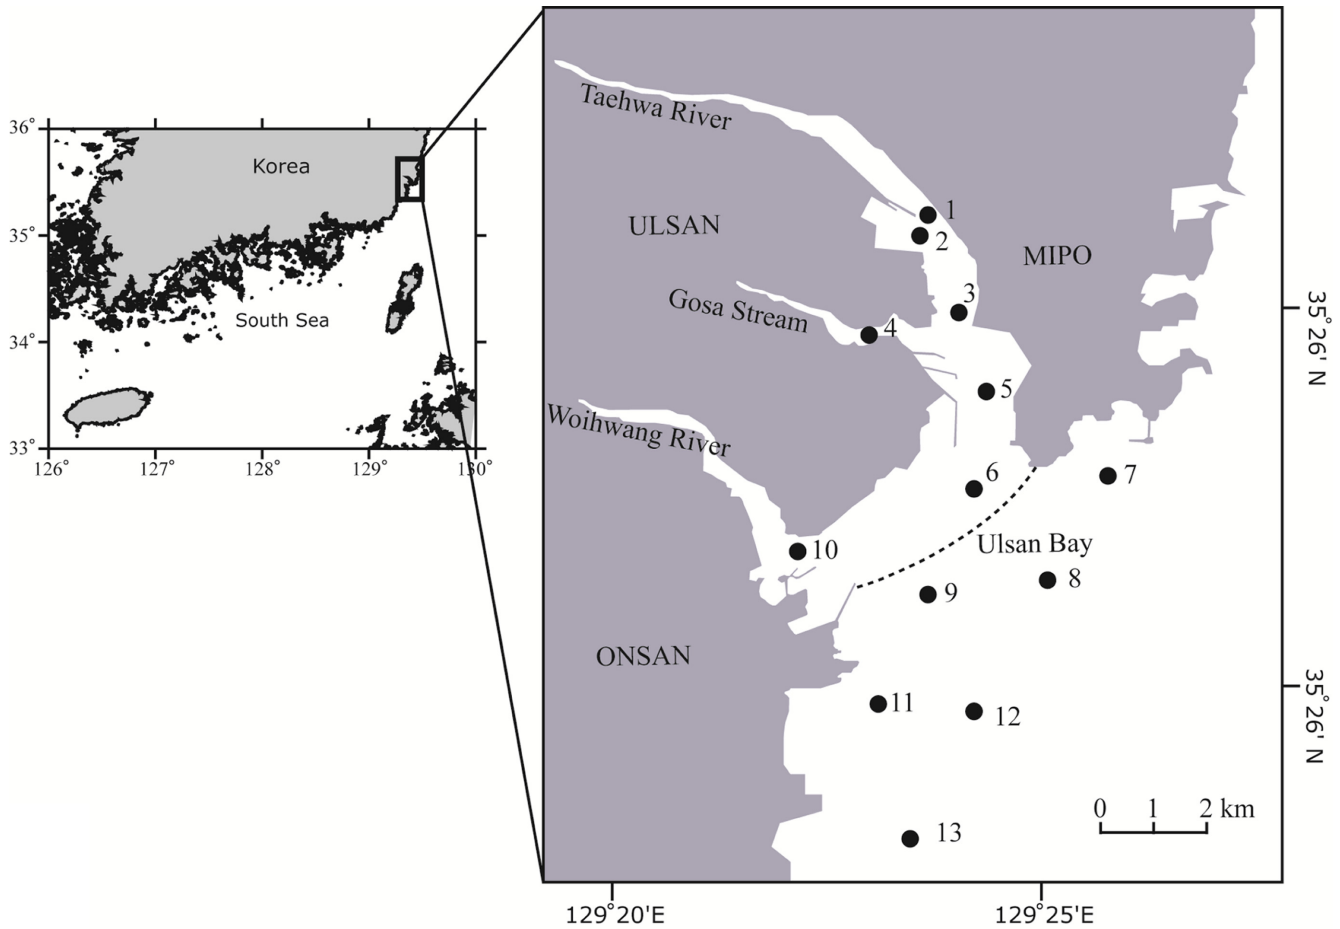 36°
35°
34°
33°
126°
127°
128°
129°
130°
Korea
South Sea
Taehwa River
ULSAN
MIPO
Gosa Stream
Woihwang River
Ulsan Bay
ONSAN
1
2
3
4
5
6
7
8
9
10
11
12
13
0 1 2 km
35°26' N
35°26' N
129°20'E
129°25'E